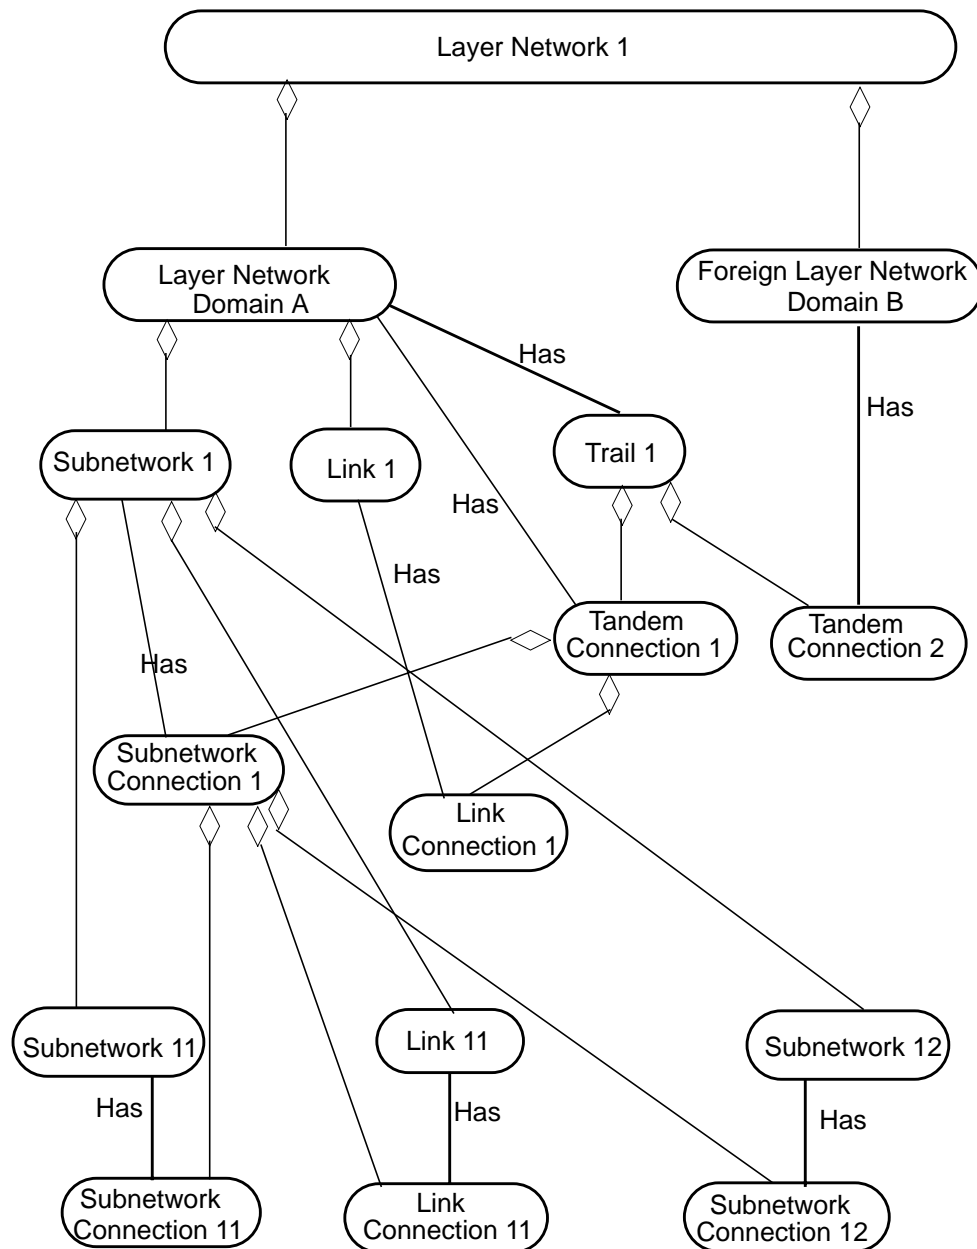 Layer Network 1
Layer Network
Domain A
Foreign Layer Network
Domain B
Has
Has
Subnetwork 1
Link 1
Trail 1
Has
Has
Tandem
Connection 1
Tandem
Connection 2
Has
Subnetwork
Connection 1
Link
Connection 1
Subnetwork 11
Link 11
Subnetwork 12
Has
Has
Has
Subnetwork
Connection 11
Link
Connection 11
Subnetwork
Connection 12